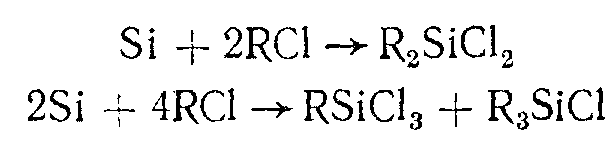 Si + 2RCl → R₂SiCl₂
2Si + 4RCl → RSiCl₃ + R₃SiCl